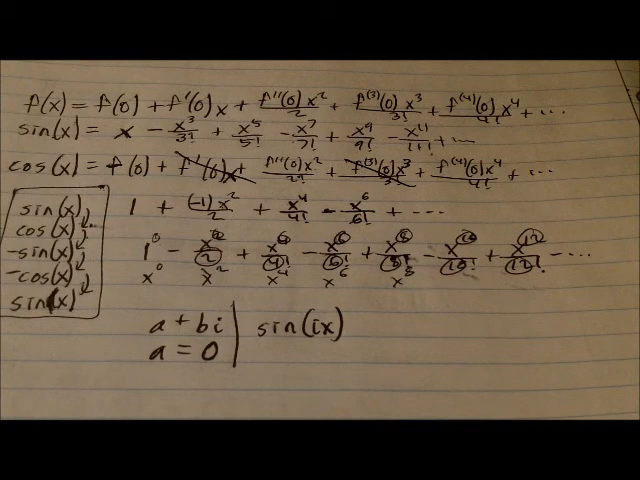 f(x) = f(0) + f'(0)x + f''(0)x²/2 + f⁽³⁾(0)x³/3! + f⁽⁴⁾(0)x⁴/4! + ...
sin(x) = x - x³/3! + x⁵/5! - x⁷/7! + x⁹/9! - x¹¹/11! + ...
cos(x) = f(0) + f'(0)x + f''(0)x²/2! + f⁽³⁾(0)x³/3! + f⁽⁴⁾(0)x⁴/4! + ...
sin(x)
cos(x)
-sin(x)
-cos(x)
sin(x)
1 + (-1)x²/2 + x⁴/4! - x⁶/6! + ...
1⁰ - x²/2 + x⁴/4! - x⁶/6! + x⁸/8! - x¹⁰/10! + x¹²/12! - ...
x⁰ x² x⁴ x⁶ x⁸
a + bi
a = 0
sin(ix)